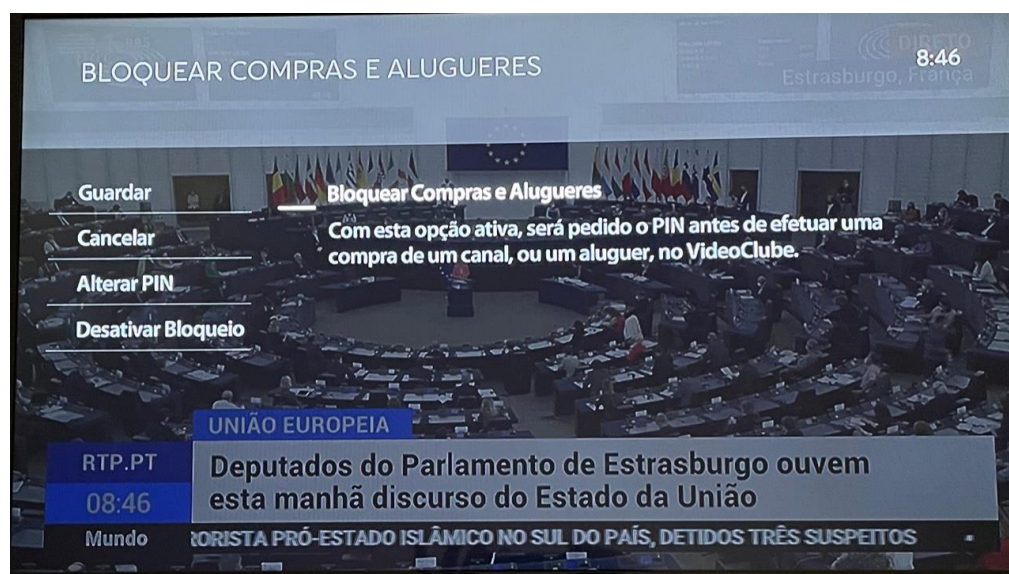 BLOQUEAR COMPRAS E ALUGUERES
8:46
DIRETO
Estrasburgo, França
Guardar
Cancelar
Alterar PIN
Desativar Bloqueio
Bloquear Compras e Alugueres
Com esta opção ativa, será pedido o PIN antes de efetuar uma
compra de um canal, ou um aluguer, no VideoClube.
UNIÃO EUROPEIA
RTP.PT
08:46
Mundo
Deputados do Parlamento de Estrasburgo ouvem
esta manhã discurso do Estado da União
RORISTA PRÓ-ESTADO ISLÂMICO NO SUL DO PAÍS, DETIDOS TRÊS SUSPEITOS